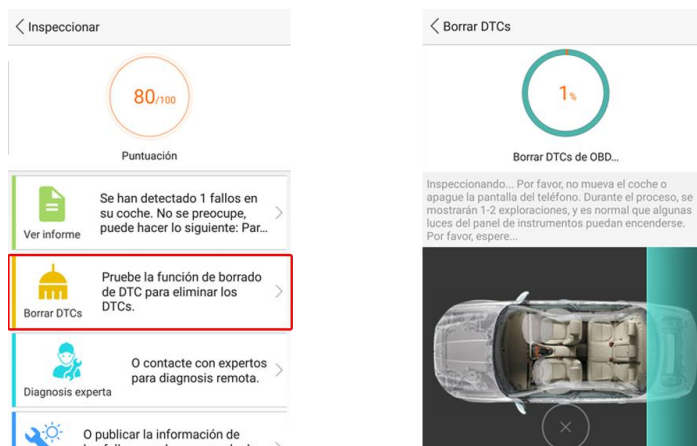 Inspeccionar
80/100
Puntuación
Ver informe
Se han detectado 1 fallos en
su coche. No se preocupe,
puede hacer lo siguiente: Par...
Borrar DTCs
Pruebe la función de borrado
de DTC para eliminar los
DTCs.
Diagnosis experta
O contacte con expertos
para diagnosis remota.
O publicar la información de
Borrar DTCs
1%
Borrar DTCs de OBD...
Inspeccionando... Por favor, no mueva el coche o
apague la pantalla del teléfono. Durante el proceso, se
mostrarán 1-2 exploraciones, y es normal que algunas
luces del panel de instrumentos puedan encenderse.
Por favor, espere...